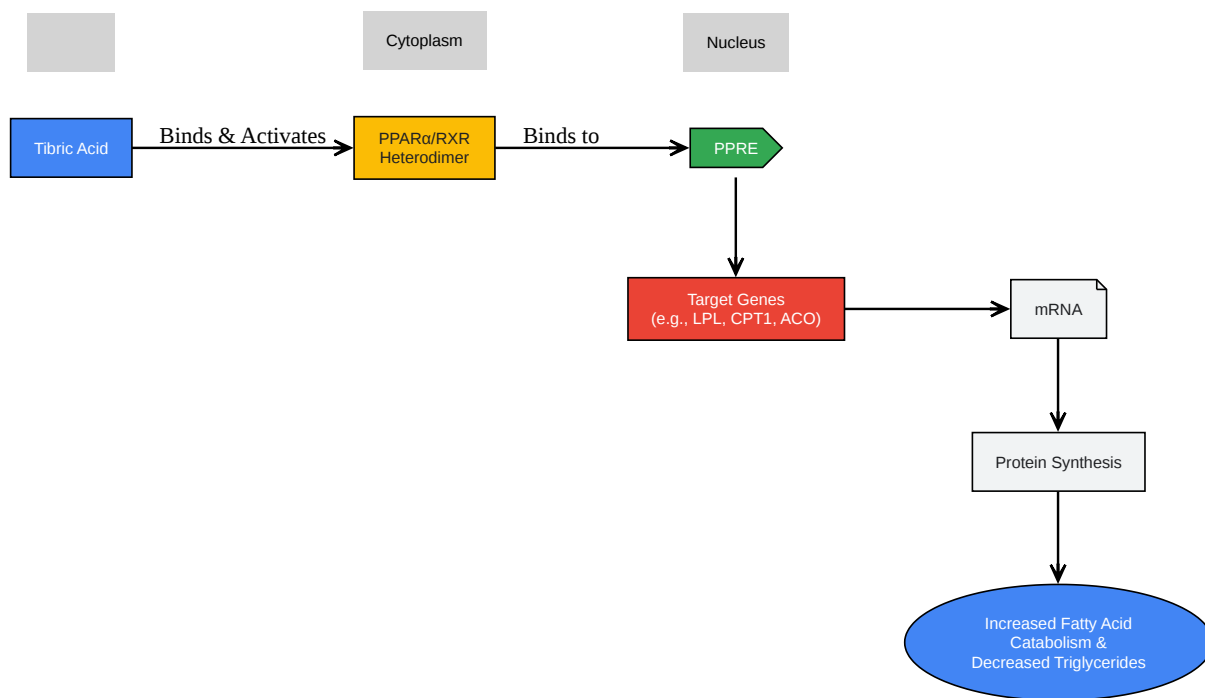 Cytoplasm
Nucleus
Tibric Acid
Binds & Activates
PPARα/RXR
Heterodimer
Binds to
PPRE
Target Genes
(e.g., LPL, CPT1, ACO)
mRNA
Protein Synthesis
Increased Fatty Acid
Catabolism &
Decreased Triglycerides